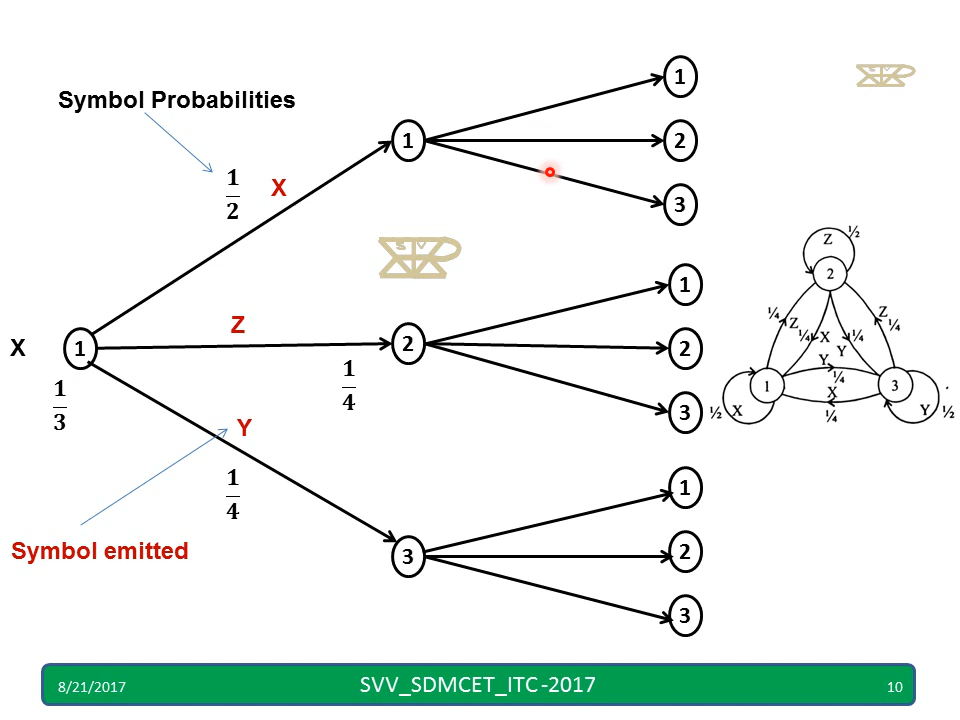 Symbol Probabilities
1
2
X
1
1
2
3
Z
X
1
1
3
2
1
4
1
2
3
Y
1
4
Symbol emitted
3
1
2
3
Z
½
2
¼
Z
¼
X
Y
¼
Z
¼
Y
¼
1
3
X
¼
½
X
Y
½
8/21/2017
SVV_SDMCET_ITC -2017
10